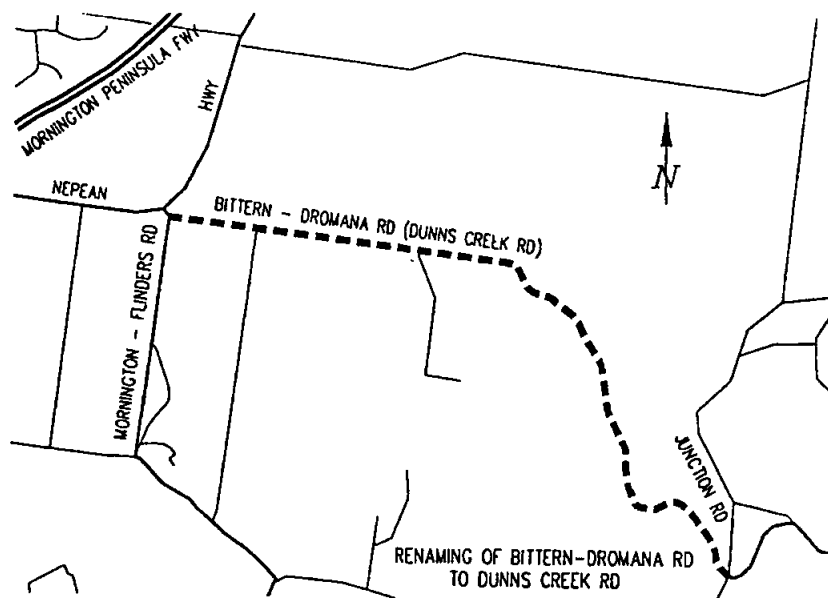 MORNINGTON PENINSULA FWY
HWY
NEPEAN
BITTERN - DROMANA RD (DUNNS CREEK RD)
N
MORNINGTON - FLINDERS RD
JUNCTION RD
RENAMING OF BITTERN-DROMANA RD
TO DUNNS CREEK RD